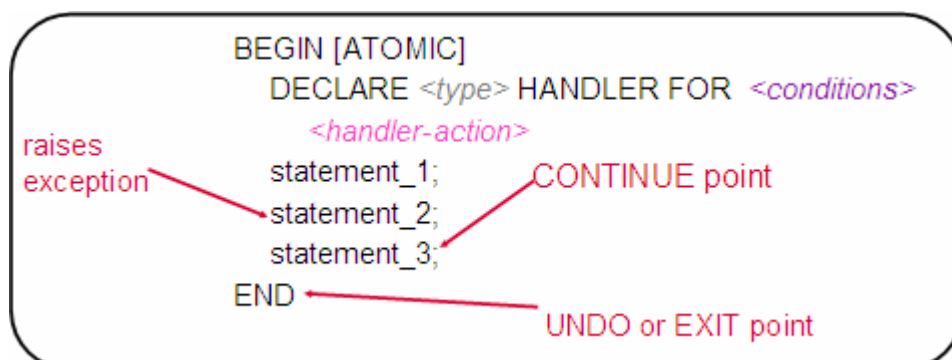 BEGIN [ATOMIC]
DECLARE <type> HANDLER FOR <conditions>
<handler-action>
raises
exception
statement_1;
CONTINUE point
statement_2;
statement_3;
END
UNDO or EXIT point